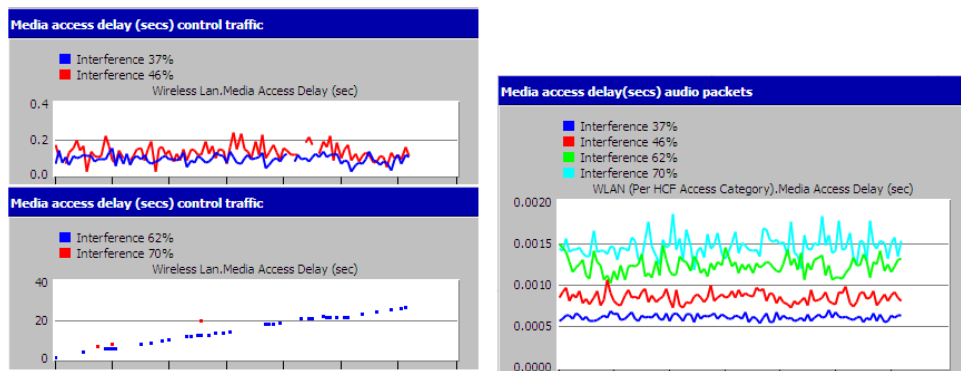 Media access delay (secs) control traffic
Interference 37%
Interference 46%
Wireless Lan.Media Access Delay (sec)
0.4
0.2
0.0
Media access delay (secs) control traffic
Interference 62%
Interference 70%
Wireless Lan.Media Access Delay (sec)
40
20
0
Media access delay(secs) audio packets
Interference 37%
Interference 46%
Interference 62%
Interference 70%
WLAN (Per HCF Access Category).Media Access Delay (sec)
0.0020
0.0015
0.0010
0.0005
0.0000